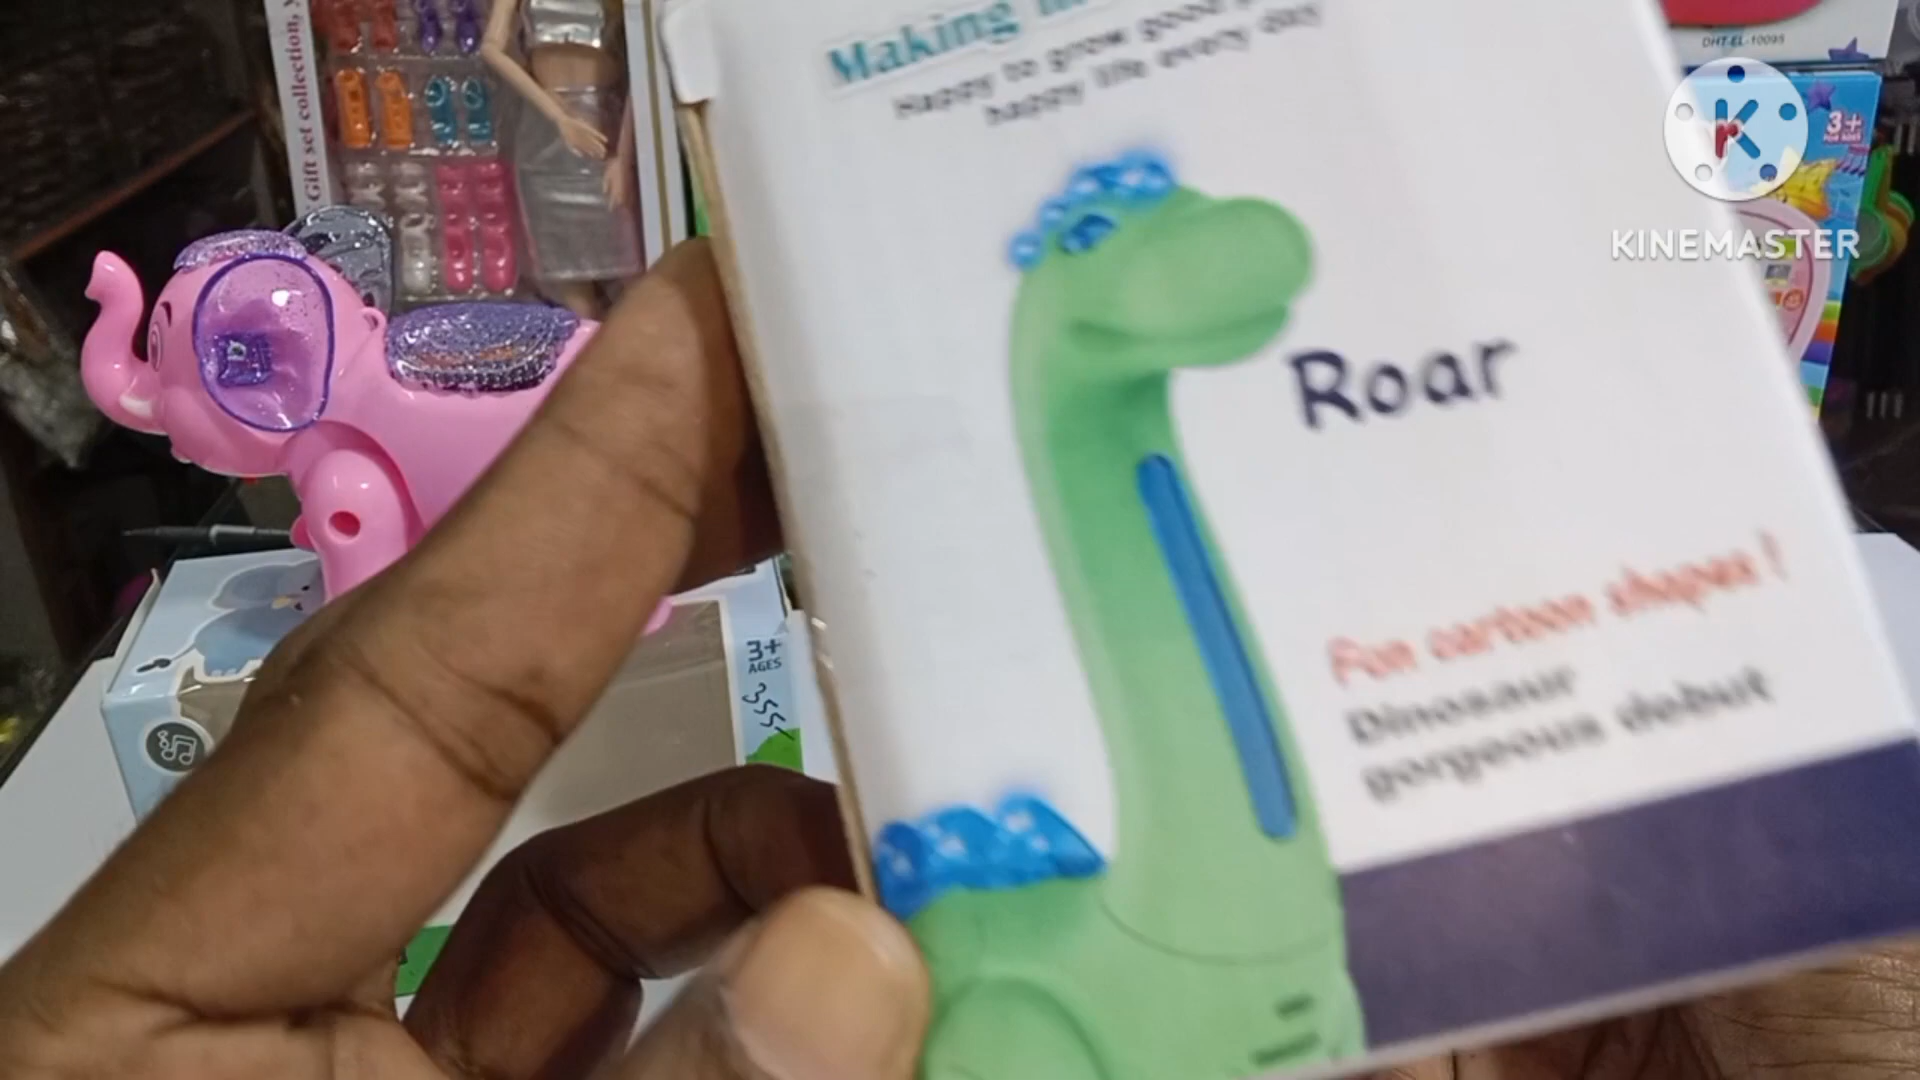 Gift set collection,
DHT-EL-10095
3+
KINEMASTER
Making
Happy to grow good
happy life every day
Roar
Fun cartoon shapes!
Dinosaur
gorgeous debut
3+
AGES